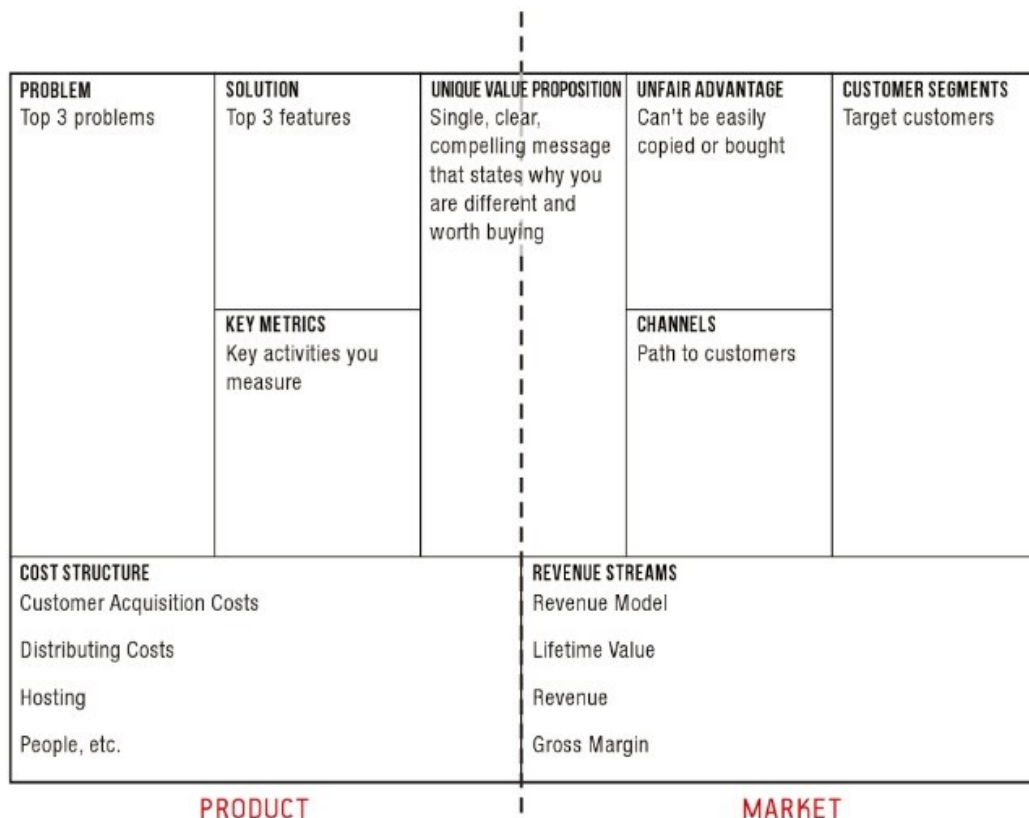 PROBLEM
Top 3 problems
SOLUTION
Top 3 features
KEY METRICS
Key activities you
measure
UNIQUE VALUE PROPOSITION
Single, clear,
compelling message
that states why you
are different and
worth buying
UNFAIR ADVANTAGE
Can't be easily
copied or bought
CHANNELS
Path to customers
CUSTOMER SEGMENTS
Target customers
COST STRUCTURE
Customer Acquisition Costs
Distributing Costs
Hosting
People, etc.
REVENUE STREAMS
Revenue Model
Lifetime Value
Revenue
Gross Margin
PRODUCT
MARKET